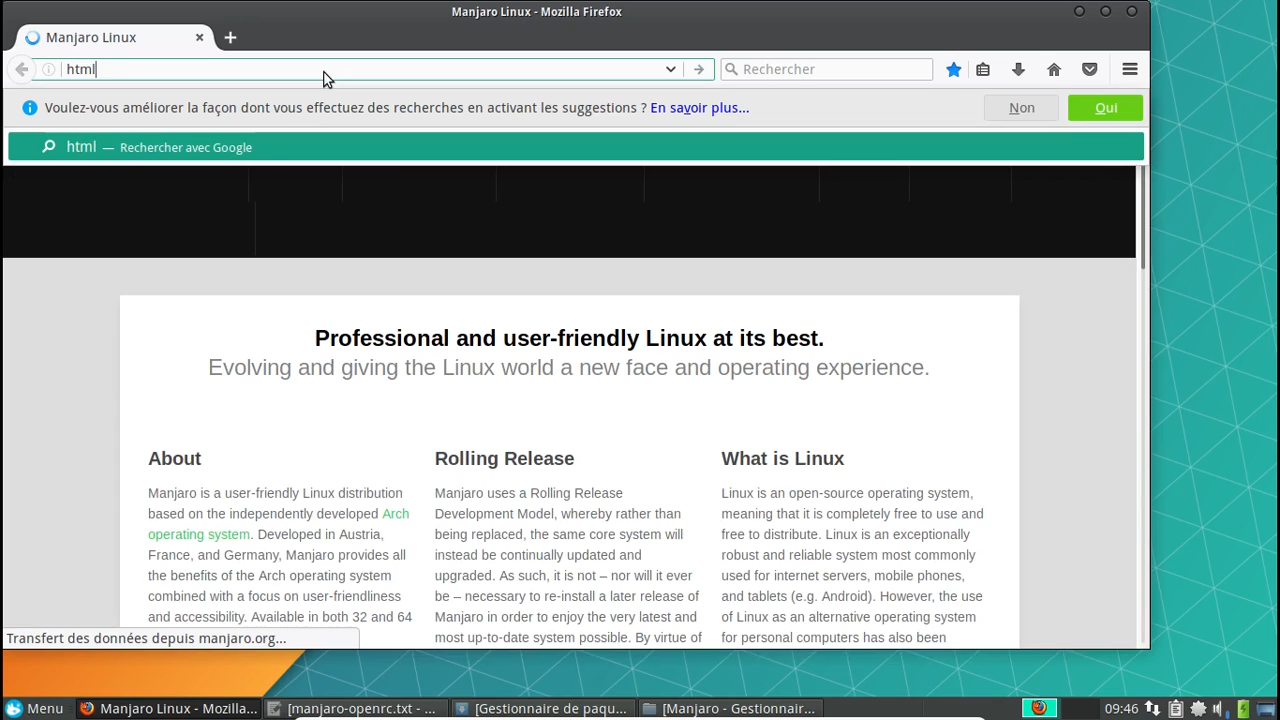 Manjaro Linux - Mozilla Firefox
Manjaro Linux
html
Rechercher
Voulez-vous améliorer la façon dont vous effectuez des recherches en activant les suggestions ? En savoir plus...
Non
Oui
html — Rechercher avec Google
Professional and user-friendly Linux at its best.
Evolving and giving the Linux world a new face and operating experience.
About
Manjaro is a user-friendly Linux distribution
based on the independently developed Arch
operating system. Developed in Austria,
France, and Germany, Manjaro provides all
the benefits of the Arch operating system
combined with a focus on user-friendliness
and accessibility. Available in both 32 and 64
Rolling Release
Manjaro uses a Rolling Release
Development Model, whereby rather than
being replaced, the same core system will
instead be continually updated and
upgraded. As such, it is not – nor will it ever
be – necessary to re-install a later release of
Manjaro in order to enjoy the very latest and
most up-to-date system possible. By virtue of
What is Linux
Linux is an open-source operating system,
meaning that it is completely free to use and
free to distribute. Linux is an exceptionally
robust and reliable system most commonly
used for internet servers, mobile phones,
and tablets (e.g. Android). However, the use
of Linux as an alternative operating system
for personal computers has also been
Transfert des données depuis manjaro.org...
Menu
Manjaro Linux - Mozilla...
[manjaro-openrc.txt - ...
[Gestionnaire de paqu...
[Manjaro - Gestionnair...
09:46